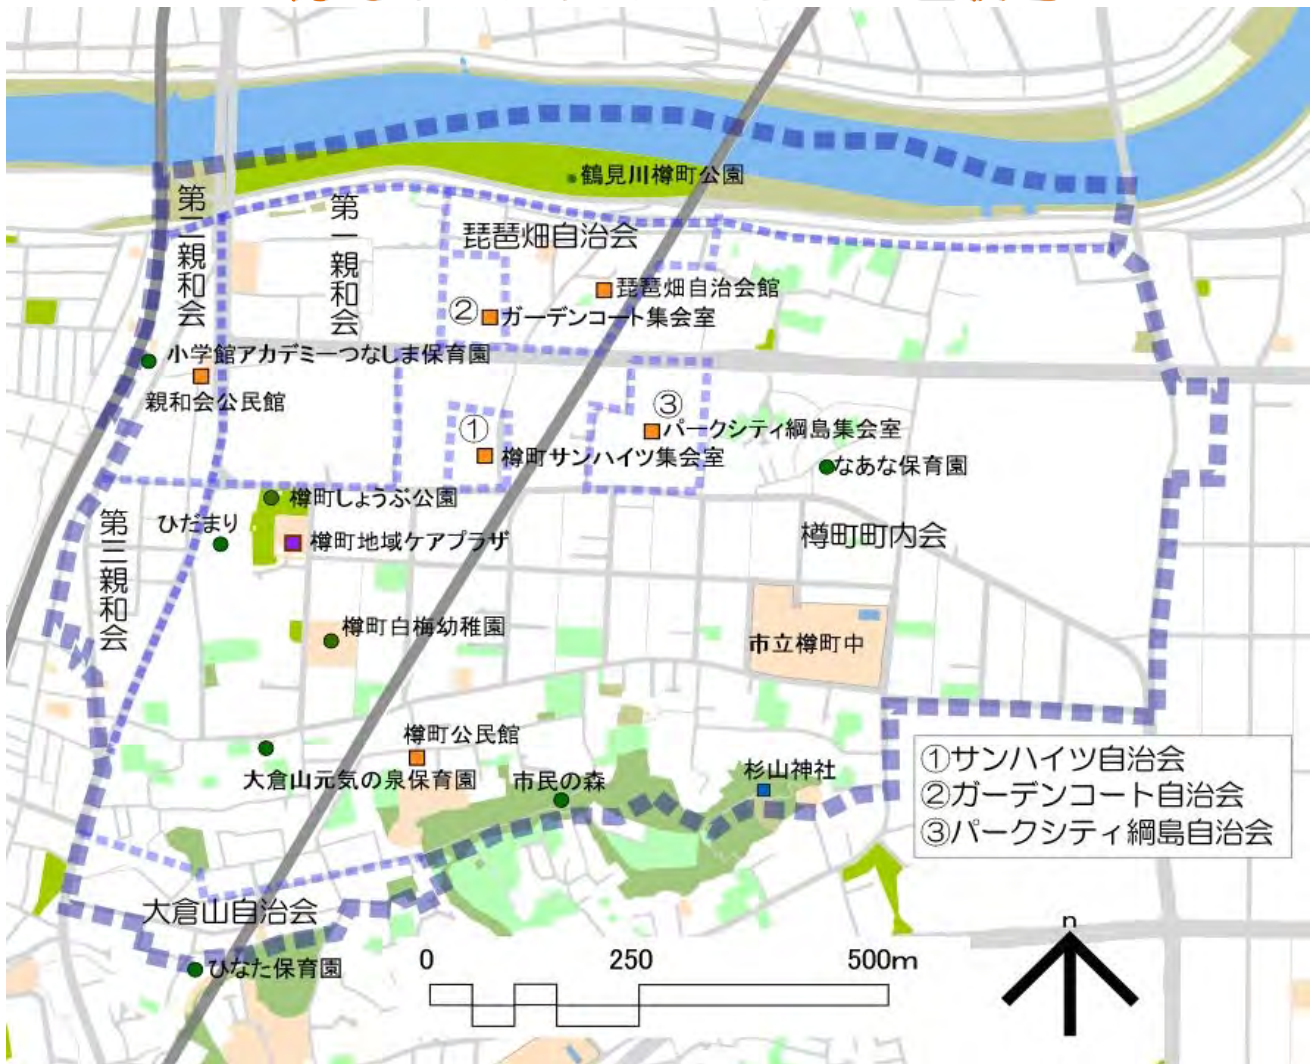 鶴見川樽町公園
第二親和会
第一親和会
琵琶畑自治会
琵琶畑自治会館
②
ガーデンコート集会室
小学館アカデミーつなしま保育園
親和会公民館
①
樽町サンハイツ集会室
③
パークシティ綱島集会室
なあな保育園
樽町しょうぶ公園
ひだまり
樽町地域ケアプラザ
第三親和会
樽町町内会
樽町白梅幼稚園
市立樽町中
樽町公民館
大倉山元気の泉保育園
市民の森
杉山神社
①サンハイツ自治会
②ガーデンコート自治会
③パークシティ綱島自治会
大倉山自治会
ひなた保育園
0 250 500m
n